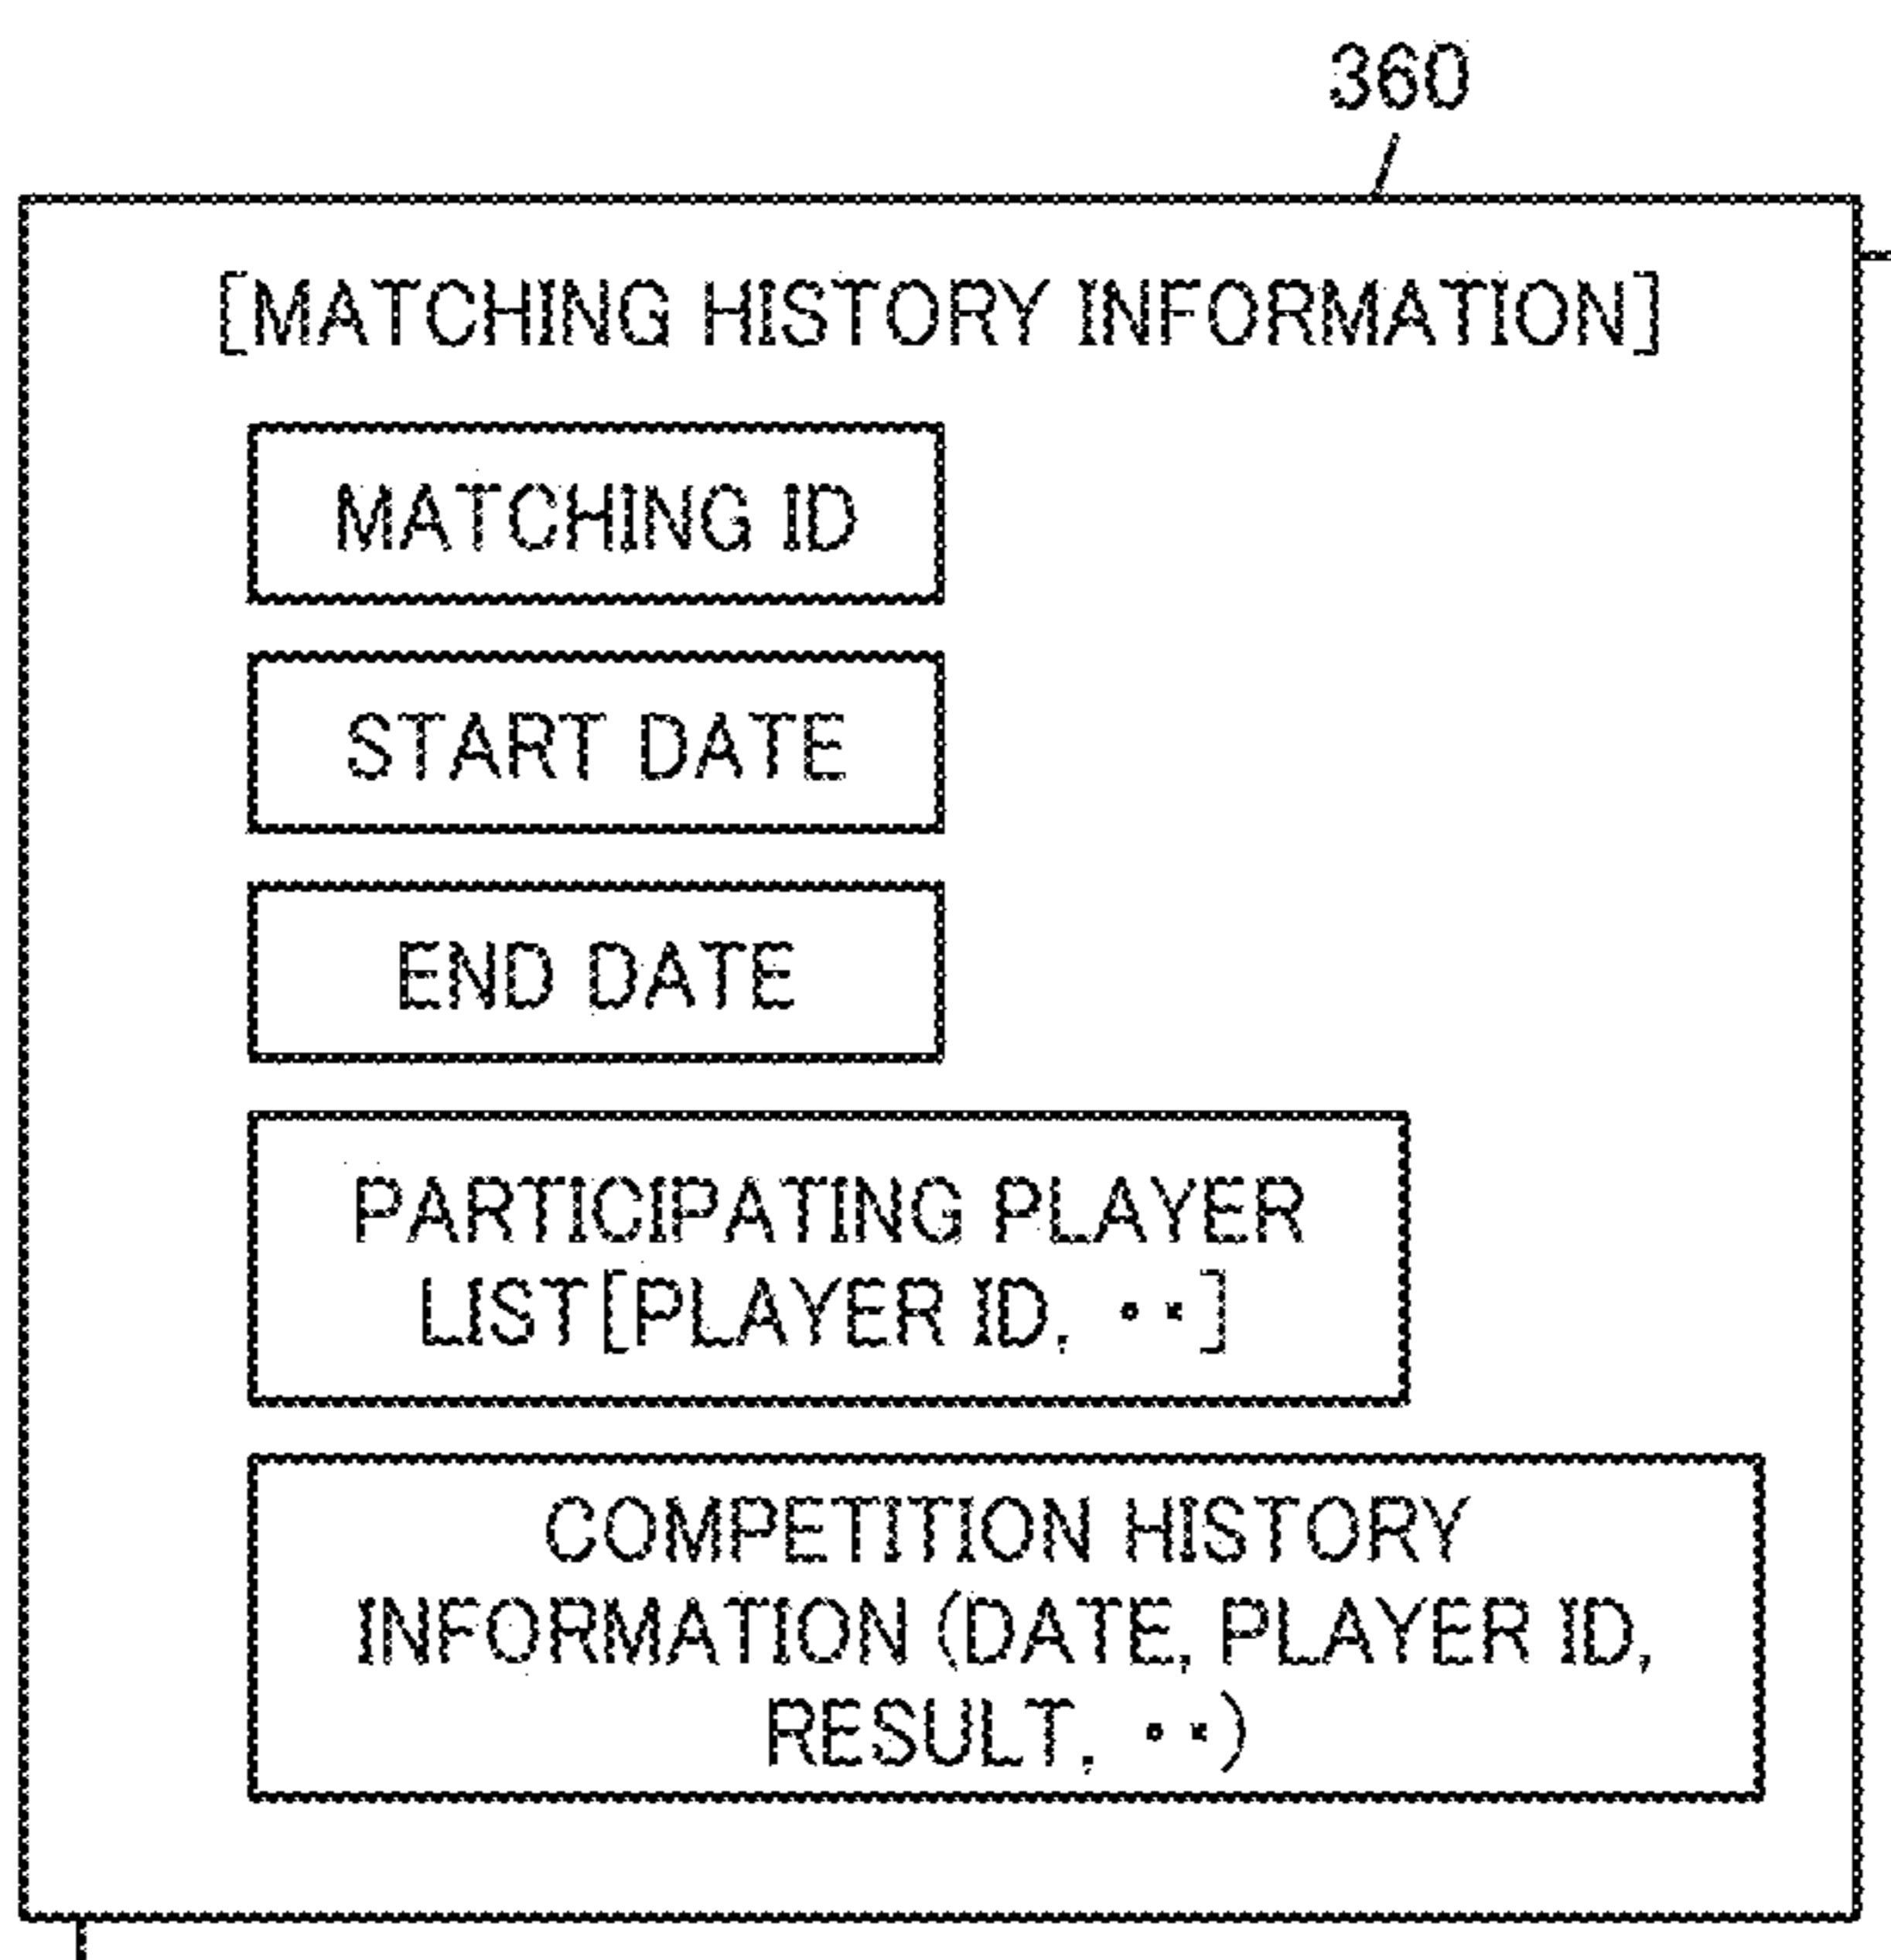 360
[MATCHING HISTORY INFORMATION]
MATCHING ID
START DATE
END DATE
PARTICIPATING PLAYER
LIST[PLAYER ID, ・・]
COMPETITION HISTORY
INFORMATION (DATE, PLAYER ID,
RESULT, ・・)